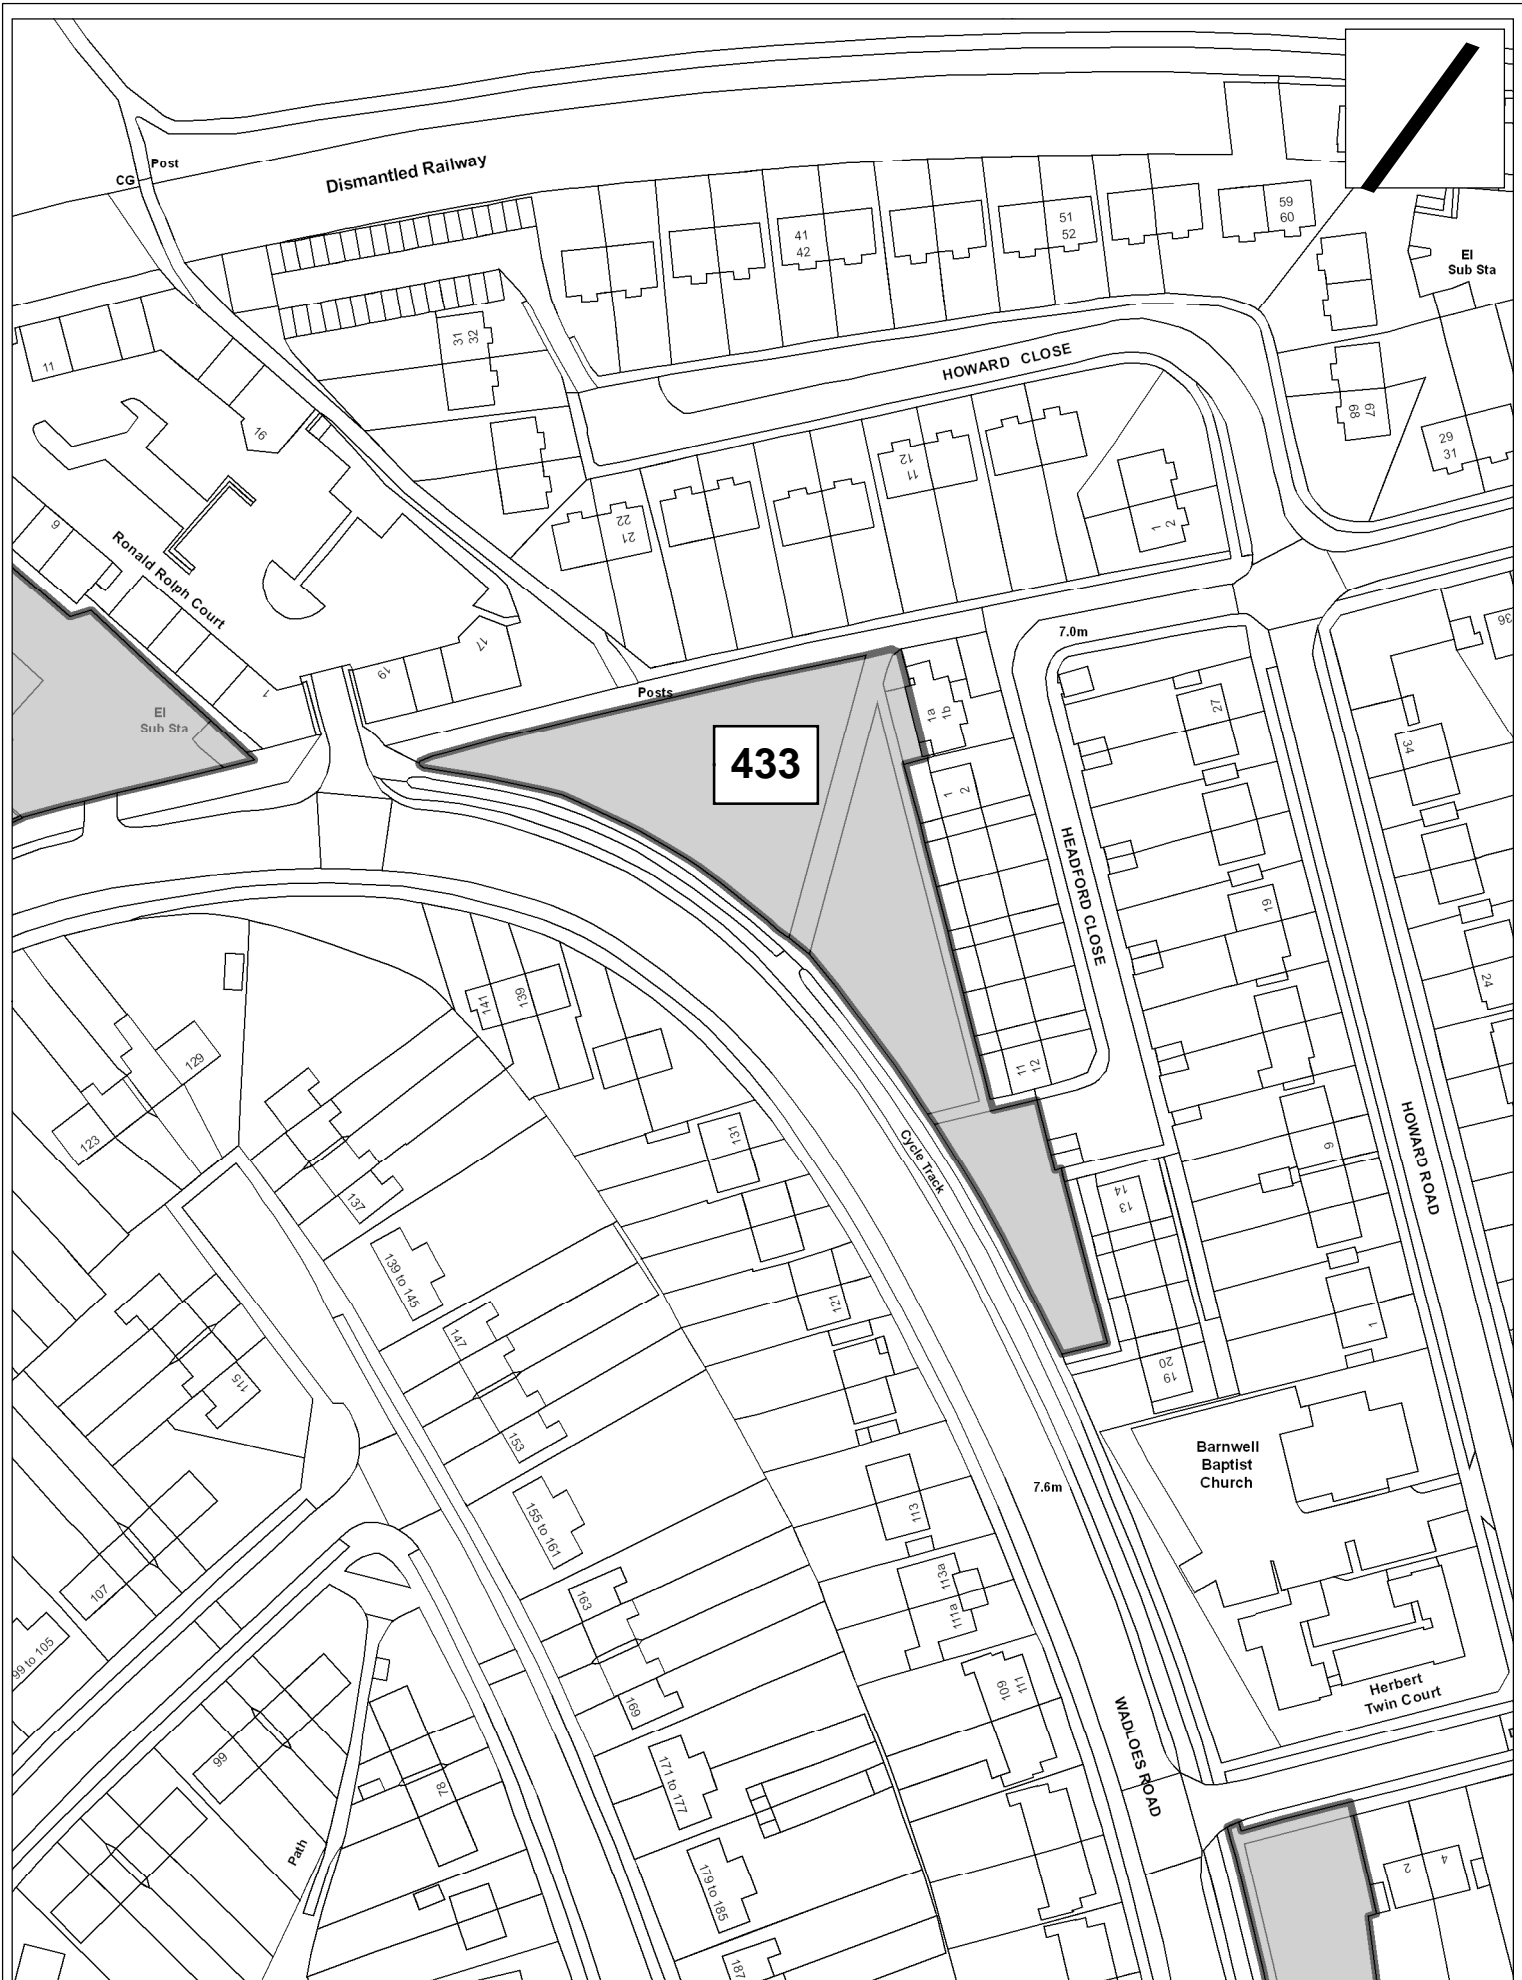 Post
CG
Dismantled Railway
59
60
51
52
41
42
El
Sub Sta
31
32
HOWARD CLOSE
11
16
67
68
29
31
12
11
22
21
1
2
9
Ronald Rolph Court
7.0m
36
17
19
1
Posts
El
Sub Sta
1a
1b
27
34
433
1
2
HEADFORD CLOSE
19
24
141
139
129
123
11
12
131
Cycle Track
9
HOWARD ROAD
137
14
13
139 to 145
121
147
1
115
20
19
153
Barnwell
Baptist
Church
7.6m
155 to 161
113
107
163
113a
111a
99 to 105
169
111
109
Herbert
Twin Court
WADLOES ROAD
99
78
171 to 177
Path
179 to 185
2
4
187